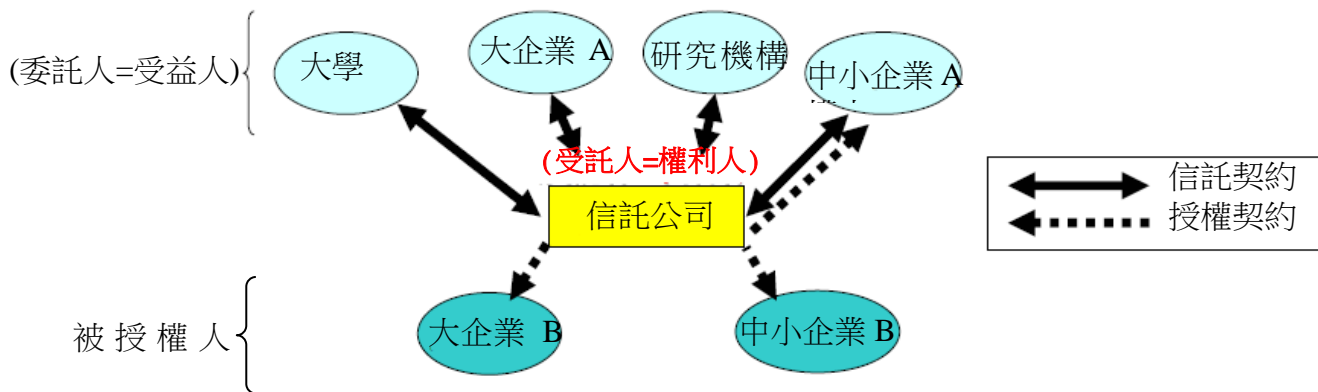 (委託人=受益人)
大學
大企業 A
研究機構
中小企業A
(受託人=權利人)
信託公司
信託契約
授權契約
被授權人
大企業 B
中小企業B